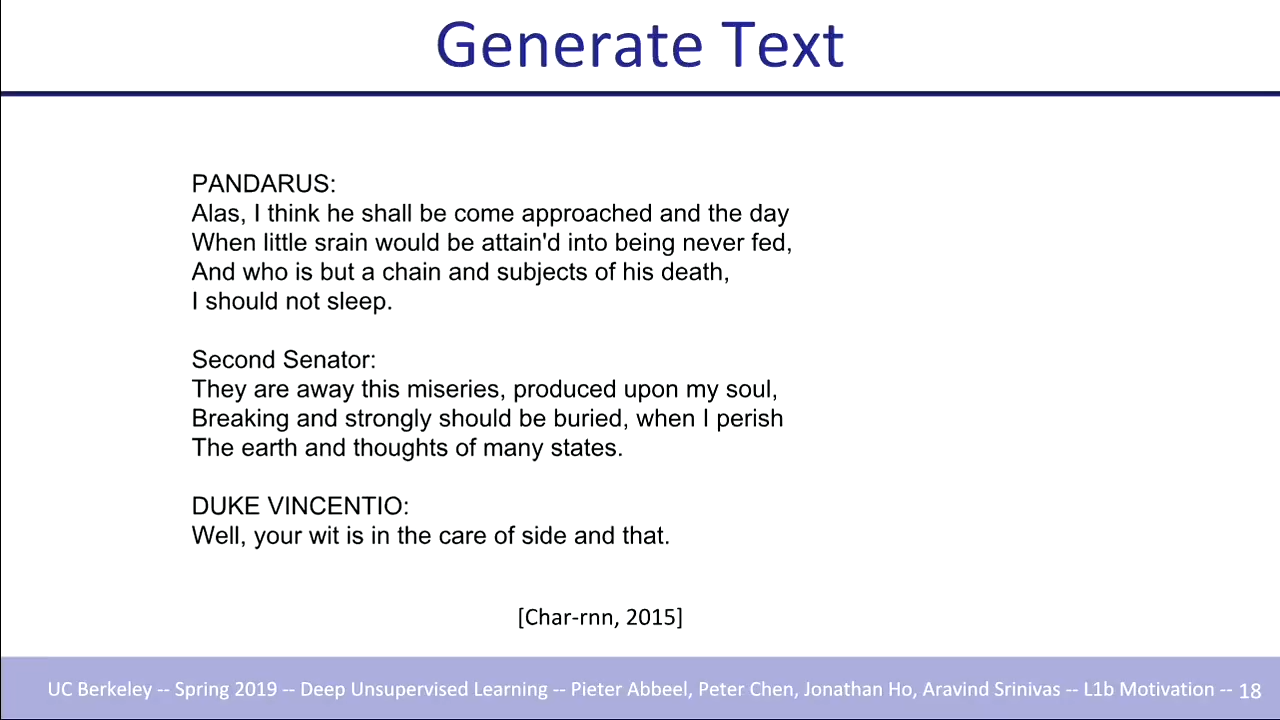 Generate Text
PANDARUS:
Alas, I think he shall be come approached and the day
When little srain would be attain'd into being never fed,
And who is but a chain and subjects of his death,
I should not sleep.
Second Senator:
They are away this miseries, produced upon my soul,
Breaking and strongly should be buried, when I perish
The earth and thoughts of many states.
DUKE VINCENTIO:
Well, your wit is in the care of side and that.
[Char-rnn, 2015]
UC Berkeley -- Spring 2019 -- Deep Unsupervised Learning -- Pieter Abbeel, Peter Chen, Jonathan Ho, Aravind Srinivas -- L1b Motivation -- 18